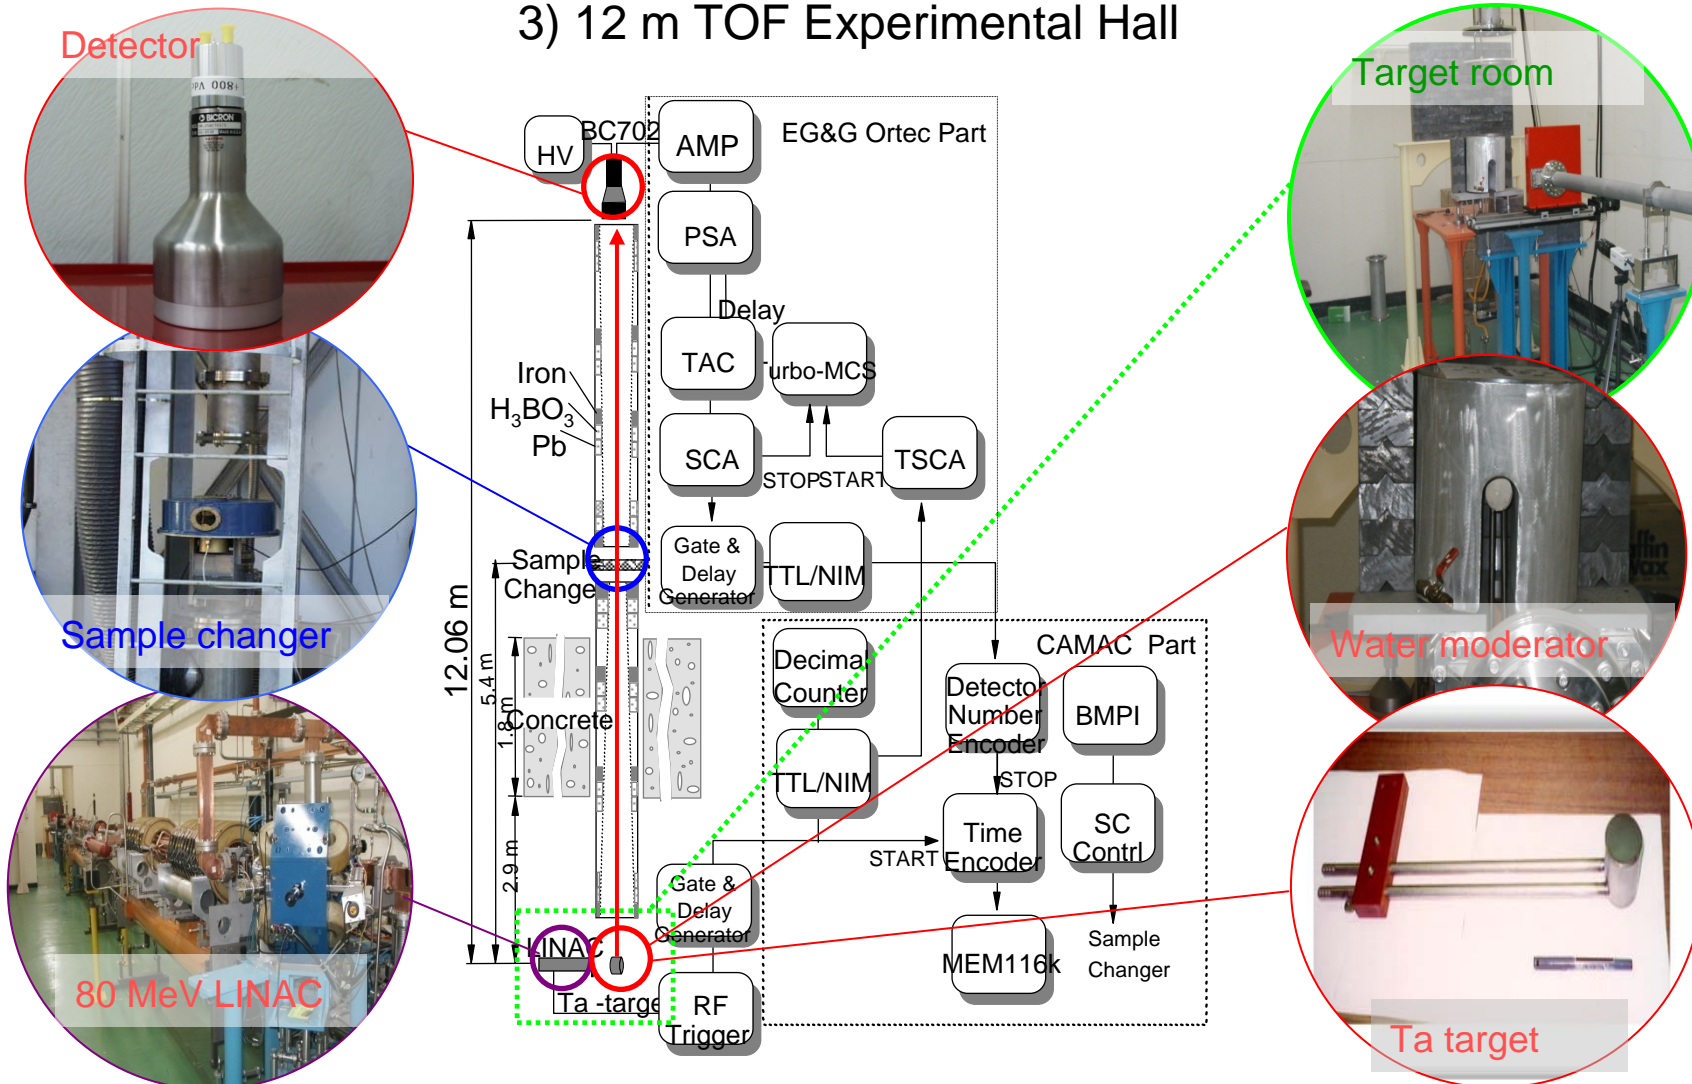 3) 12 m TOF Experimental Hall
Detector
+800 Vdc
BICRON
Target room
HV
BC702
AMP
EG&G Ortec Part
PSA
Delay
TAC
Turbo-MCS
Iron
H3BO3
Pb
SCA
STOP
START
TSCA
Sample
Change
Gate &
Delay
Generator
TTL/NIM
Sample changer
Water moderator
12.06 m
5.4 m
1.8 m
2.9 m
Concrete
Decimal
Counter
CAMAC Part
Detector
Number
Encoder
BMPI
TTL/NIM
STOP
START
Time
Encoder
SC
Contrl
Gate &
Delay
Generator
LINAC
MEM116k
Sample
Changer
Ta -targe
RF
Trigger
80 MeV LINAC
Ta target